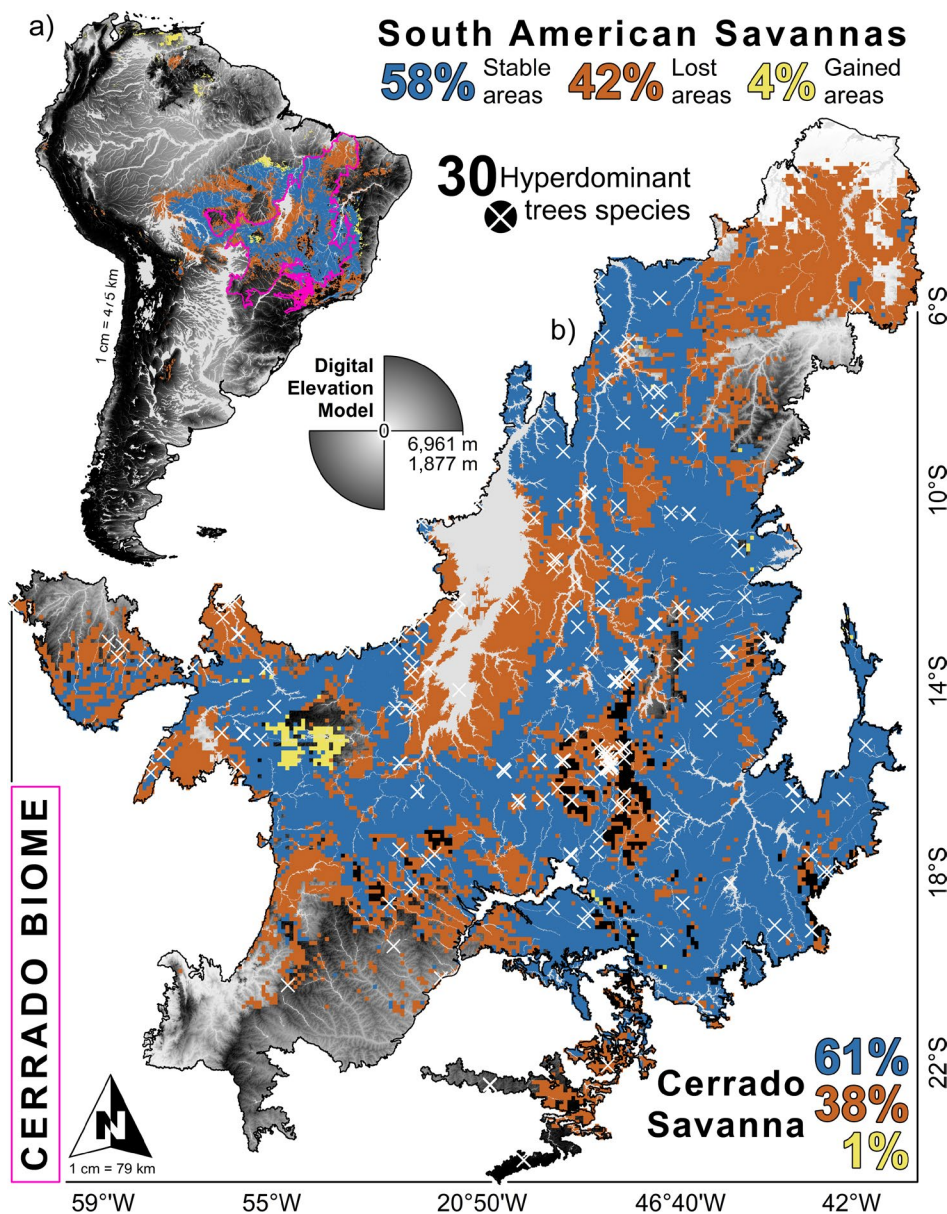 a)
South American Savannas
58% Stable areas 42% Lost areas 4% Gained areas
30 Hyperdominant
trees species
1 cm = 475 km
b)
Digital
Elevation
Model
0
6,961 m
1,877 m
6°S
10°S
14°S
18°S
22°S
CERRADO BIOME
N
1 cm = 79 km
Cerrado
Savanna
61%
38%
1%
59°W 55°W 20°50°W 46°40°W 42°W